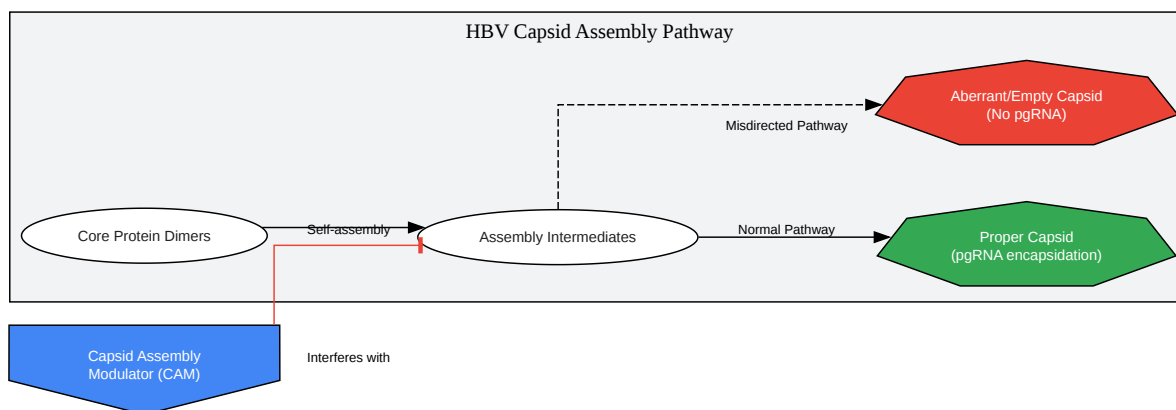 HBV Capsid Assembly Pathway
Aberrant/Empty Capsid
(No pgRNA)
Misdirected Pathway
Core Protein Dimers
Self-assembly
Assembly Intermediates
Normal Pathway
Proper Capsid
(pgRNA encapsidation)
Capsid Assembly
Modulator (CAM)
Interferes with